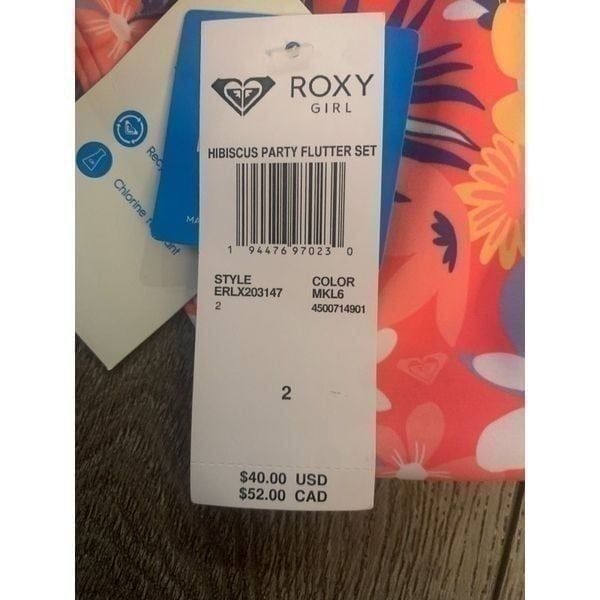 ROXY
GIRL
HIBISCUS PARTY FLUTTER SET
1 94476 97023 0
STYLE
ERLX203147
2
COLOR
MKL6
4500714901
2
$40.00 USD
$52.00 CAD
Chlorine